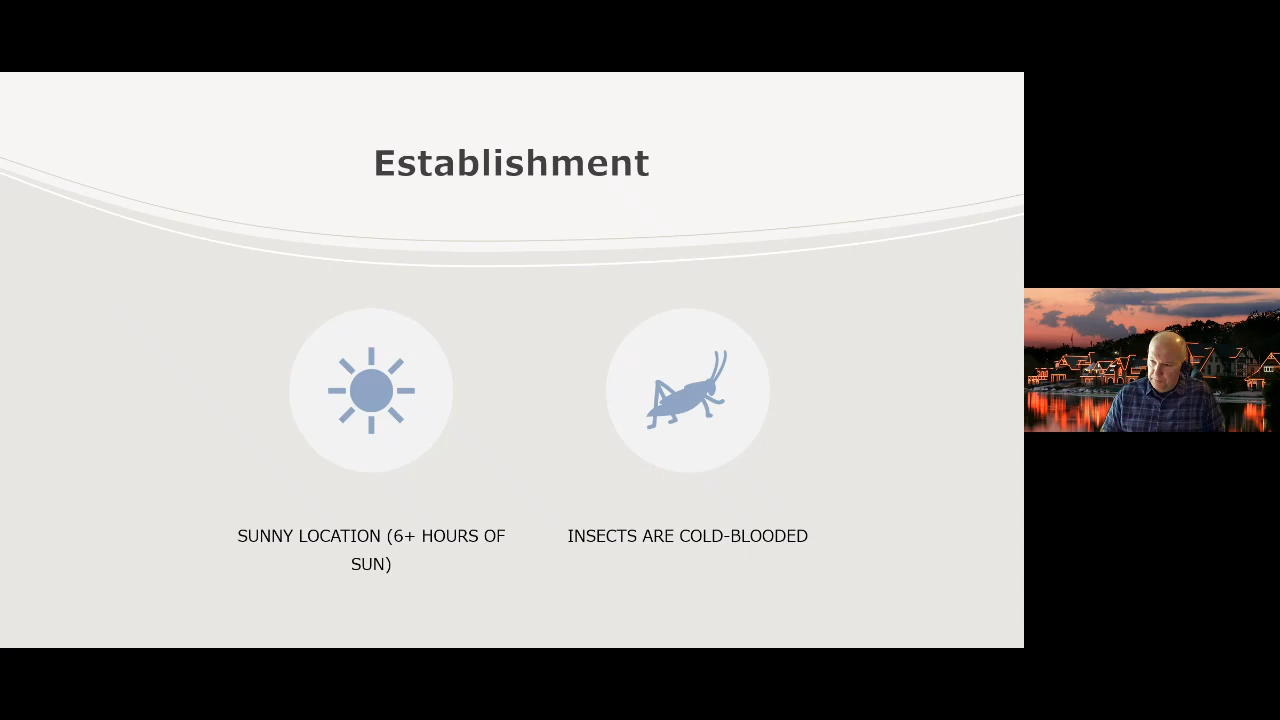 Establishment
SUNNY LOCATION (6+ HOURS OF
SUN)
INSECTS ARE COLD-BLOODED